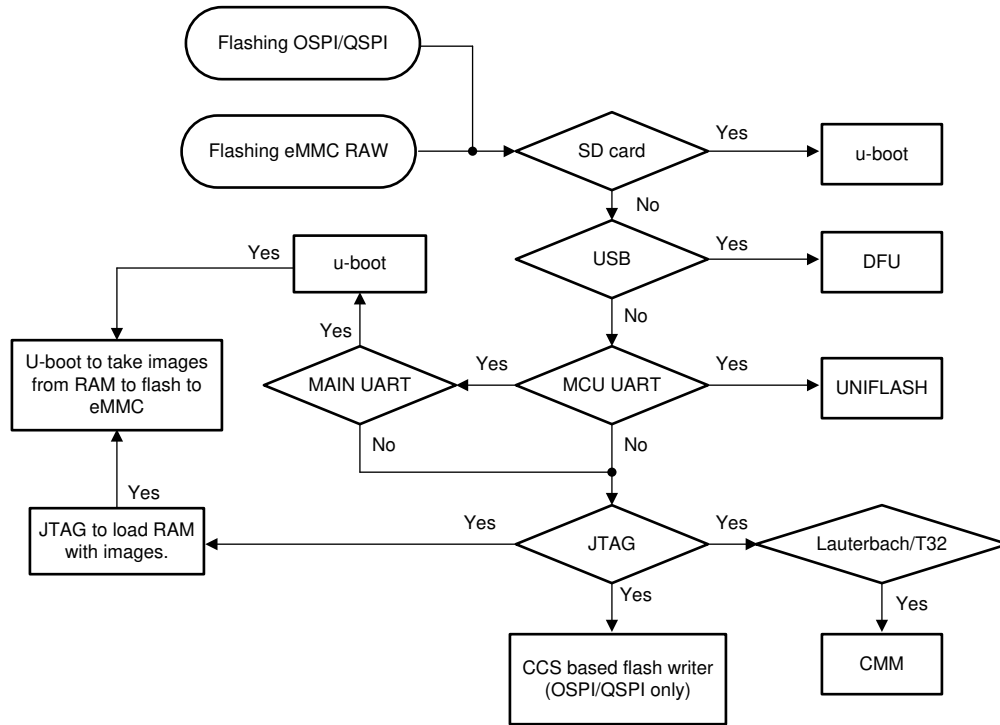 Flashing OSPI/QSPI
Flashing eMMC RAW
SD card
Yes
u-boot
No
USB
Yes
DFU
No
Yes
u-boot
Yes
U-boot to take images
from RAM to flash to
eMMC
MAIN UART
Yes
MCU UART
Yes
UNIFLASH
No
No
Yes
JTAG to load RAM
with images.
Yes
JTAG
Yes
Lauterbach/T32
Yes
Yes
CCS based flash writer
(OSPI/QSPI only)
CMM